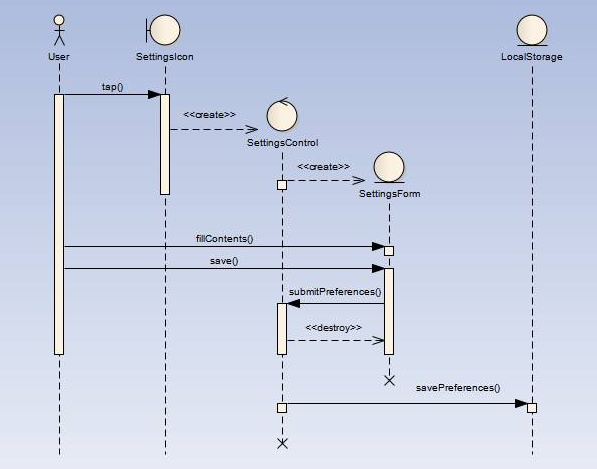 User
SettingsIcon
LocalStorage
tap()
<<create>>
SettingsControl
<<create>>
SettingsForm
fillContents()
save()
submitPreferences()
<<destroy>>
savePreferences()